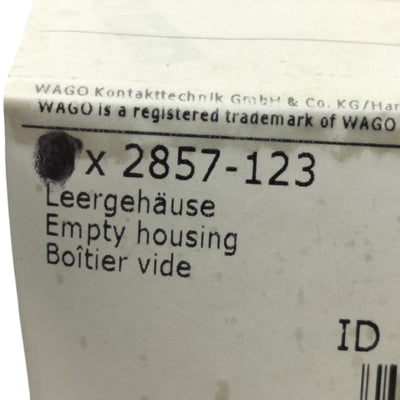 WAGO Kontakttechnik GmbH & Co. KG/Han
WAGO is a registered trademark of WAGO
x 2857-123
Leergehäuse
Empty housing
Boîtier vide
ID